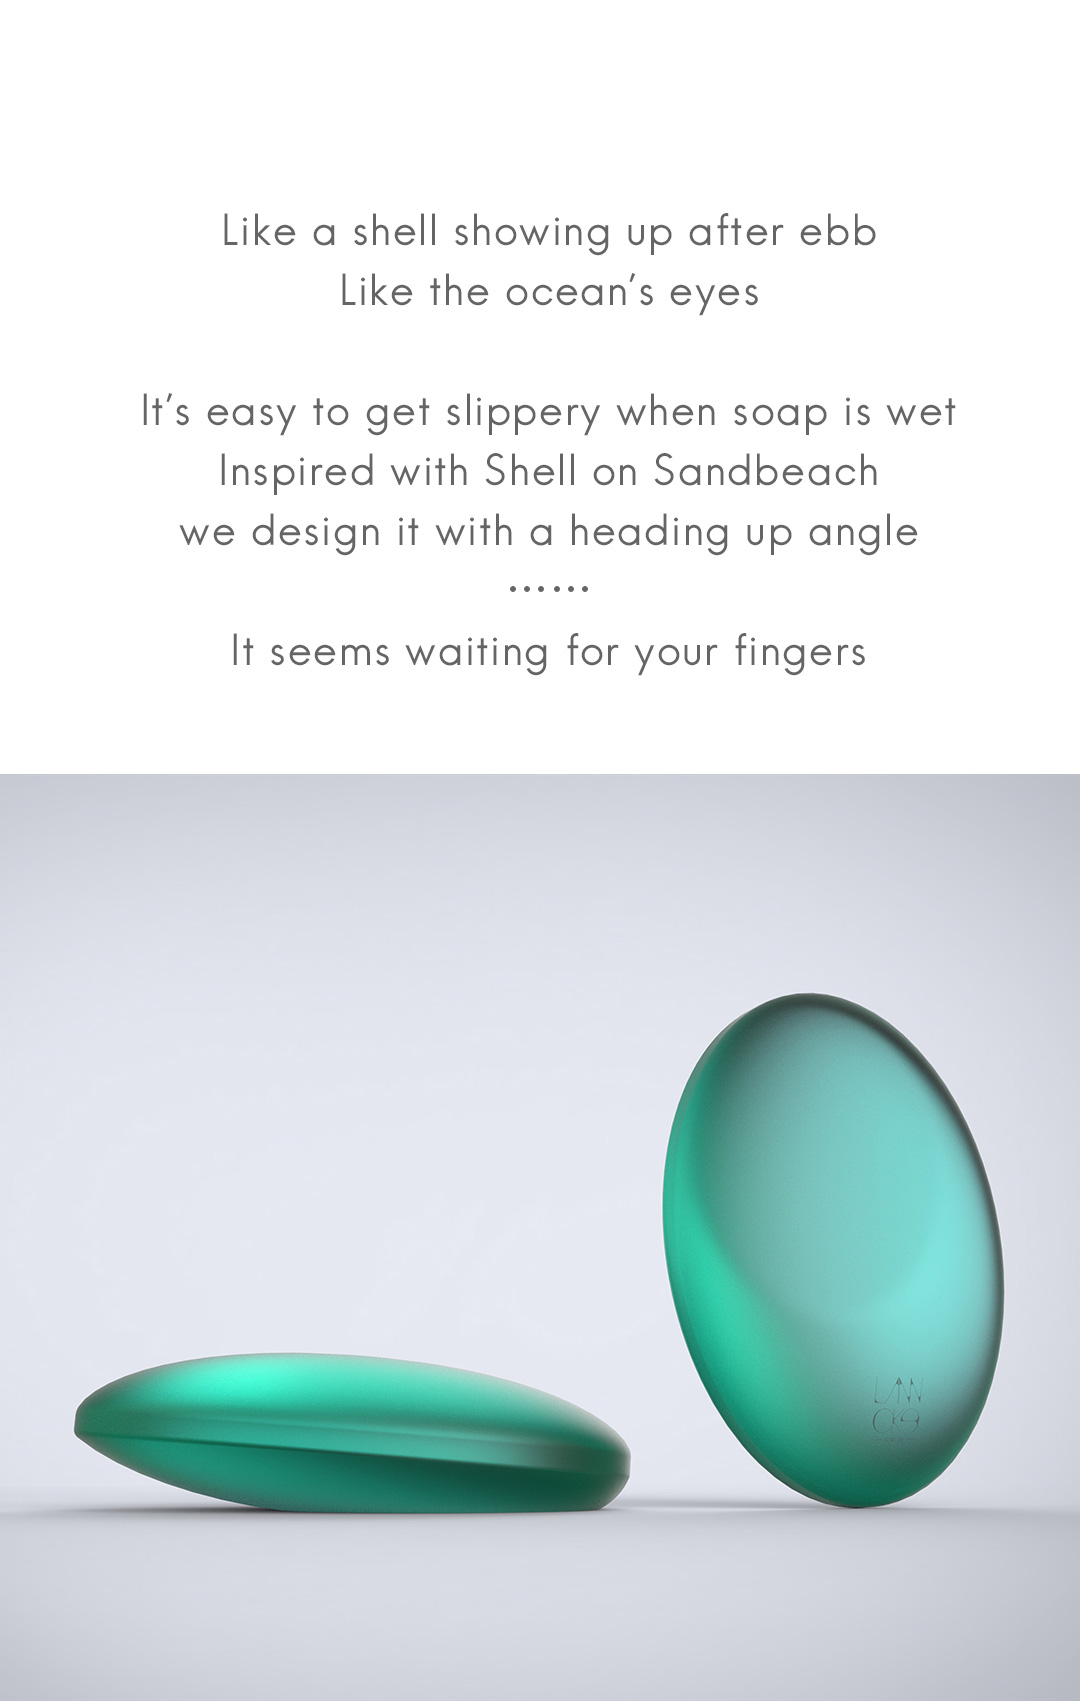 Like a shell showing up after ebb
Like the ocean's eyes
It's easy to get slippery when soap is wet
Inspired with Shell on Sandbeach
we design it with a heading up angle
······
It seems waiting for your fingers